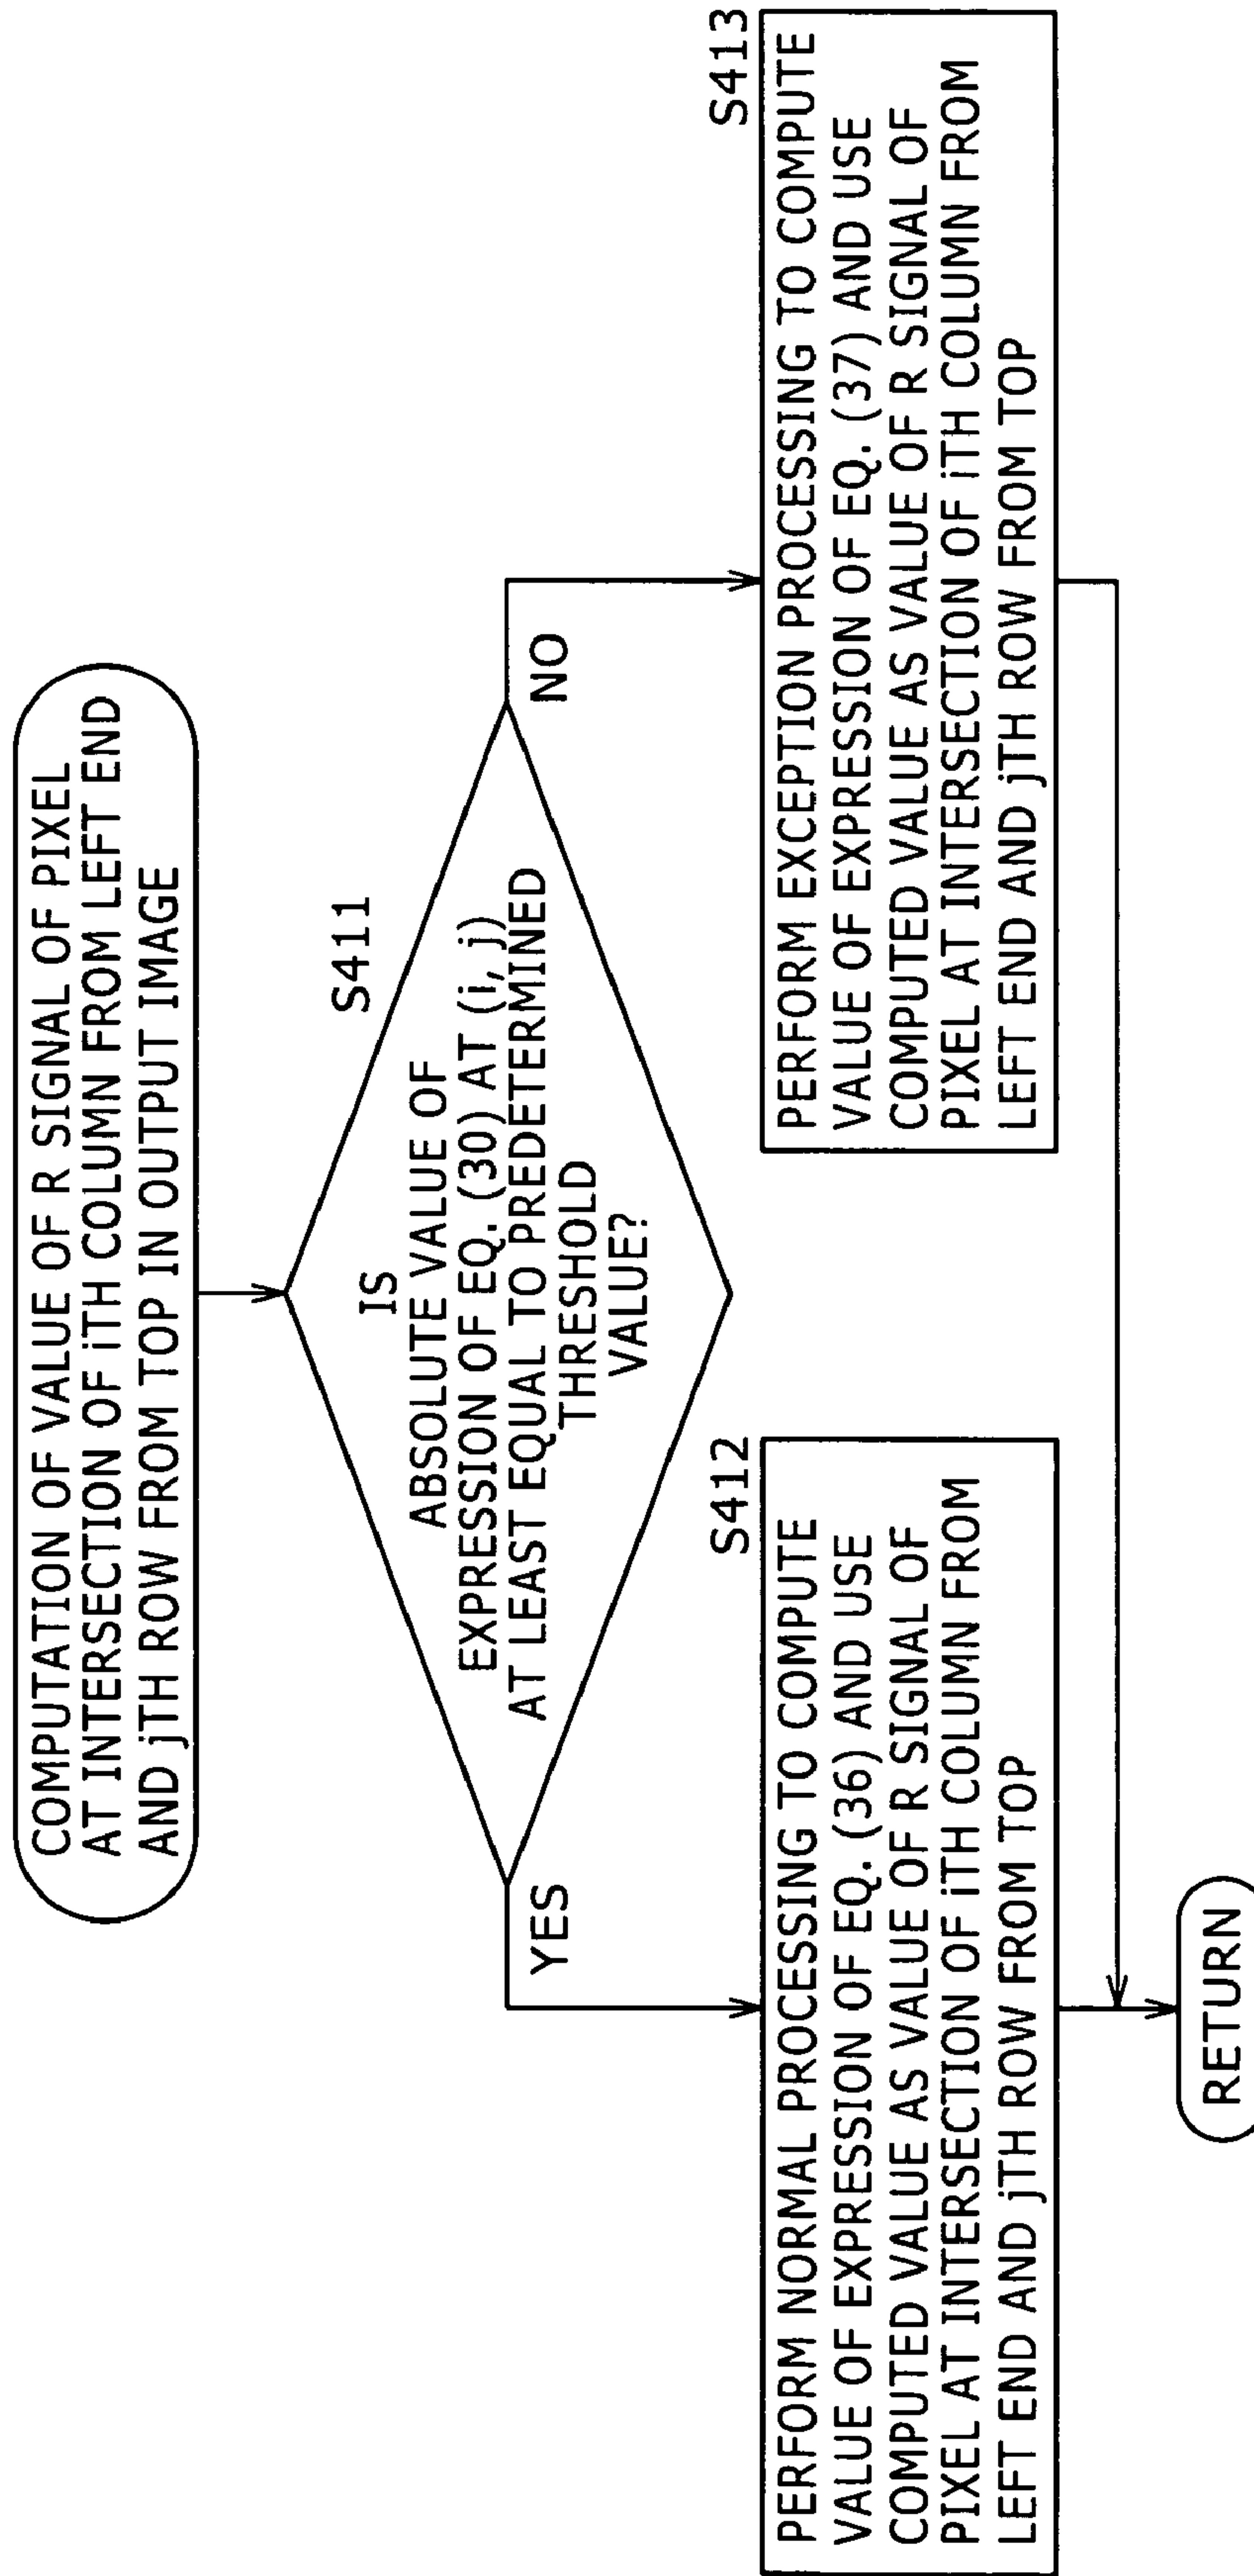 COMPUTATION OF VALUE OF R SIGNAL OF PIXEL
AT INTERSECTION OF iTH COLUMN FROM LEFT END
AND jTH ROW FROM TOP IN OUTPUT IMAGE
S411
IS
ABSOLUTE VALUE OF
EXPRESSION OF EQ. (30) AT (i, j)
AT LEAST EQUAL TO PREDETERMINED
THRESHOLD
VALUE?
YES
NO
S412
PERFORM NORMAL PROCESSING TO COMPUTE
VALUE OF EXPRESSION OF EQ. (36) AND USE
COMPUTED VALUE AS VALUE OF R SIGNAL OF
PIXEL AT INTERSECTION OF iTH COLUMN FROM
LEFT END AND jTH ROW FROM TOP
S413
PERFORM EXCEPTION PROCESSING TO COMPUTE
VALUE OF EXPRESSION OF EQ. (37) AND USE
COMPUTED VALUE AS VALUE OF R SIGNAL OF
PIXEL AT INTERSECTION OF iTH COLUMN FROM
LEFT END AND jTH ROW FROM TOP
RETURN